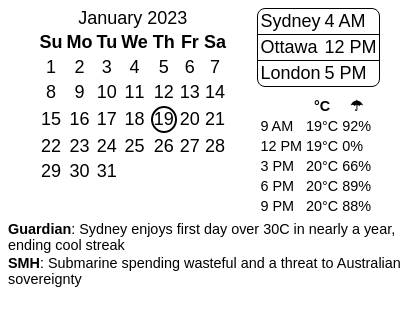 January 2023
Su Mo Tu We Th Fr Sa
1 2 3 4 5 6 7
8 9 10 11 12 13 14
15 16 17 18 19 20 21
22 23 24 25 26 27 28
29 30 31
Sydney 4 AM
Ottawa 12 PM
London 5 PM
°C ☂
9 AM 19°C 92%
12 PM 19°C 0%
3 PM 20°C 66%
6 PM 20°C 89%
9 PM 20°C 88%
Guardian: Sydney enjoys first day over 30C in nearly a year,
ending cool streak
SMH: Submarine spending wasteful and a threat to Australian
sovereignty